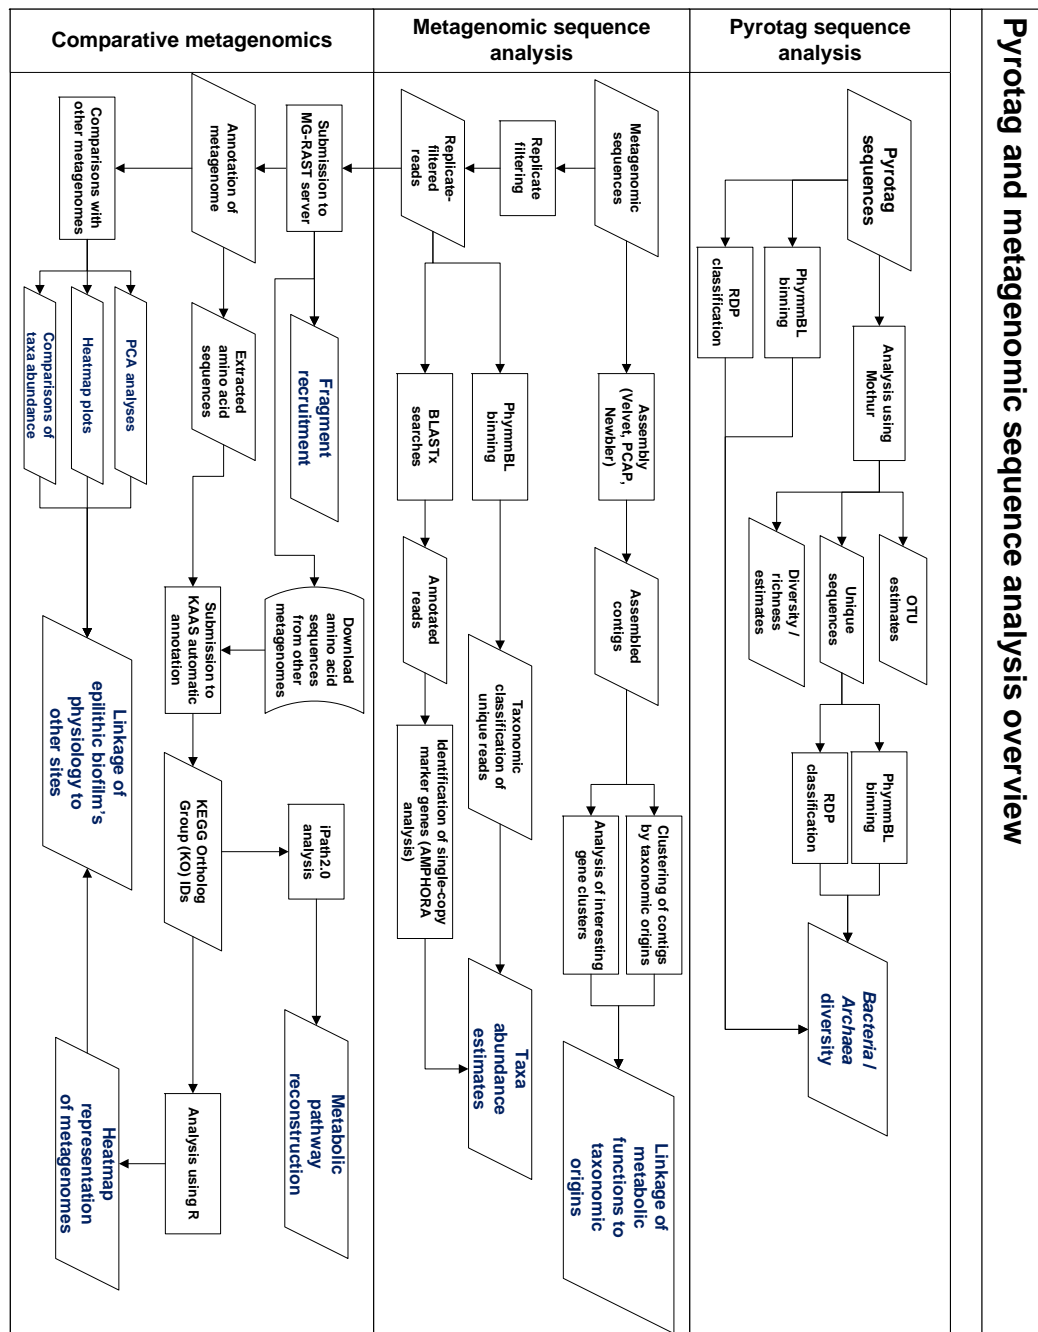 Pyrotag and metagenomic sequence analysis overview
Pyrotag sequence
analysis
Pyrotag
sequences
PhymmBL
binning
RDP
classification
Analysis using
Mothur
OTU
estimates
Unique
sequences
Diversity /
richness
estimates
PhymmBL
binning
RDP
classification
Bacteria /
Archaea
diversity
Metagenomic sequence
analysis
Metagenomic
sequences
Replicate
filtering
Replicate-
filtered
reads
Assembly
(Velvet, PCAP,
Newbler)
PhymmBL
binning
BLASTx
searches
Assembled
contigs
Annotated
reads
Taxonomic
classification of
unique reads
Clustering of contigs
by taxonomic origins
Analysis of interesting
gene clusters
Identification of single-copy
marker genes (AMPHORA
analysis)
Linkage of
metabolic
functions to
taxonomic
origins
Taxa
abundance
estimates
Comparative metagenomics
Submission to
MG-RAST server
Annotation of
metagenome
Comparisons with
other metagenomes
Fragment
recruitment
Extracted
amino acid
sequences
PCA analyses
Heatmap plots
Comparisons of
taxa abundance
Download
amino acid
sequences
from other
metagenomes
Submission to
KAAS automatic
annotation
Linkage of
epilithic biofilm's
physiology to
other sites
iPath2.0
analysis
KEGG Ortholog
Group (KO) IDs
Metabolic
pathway
reconstruction
Analysis using R
Heatmap
representation
of metagenomes